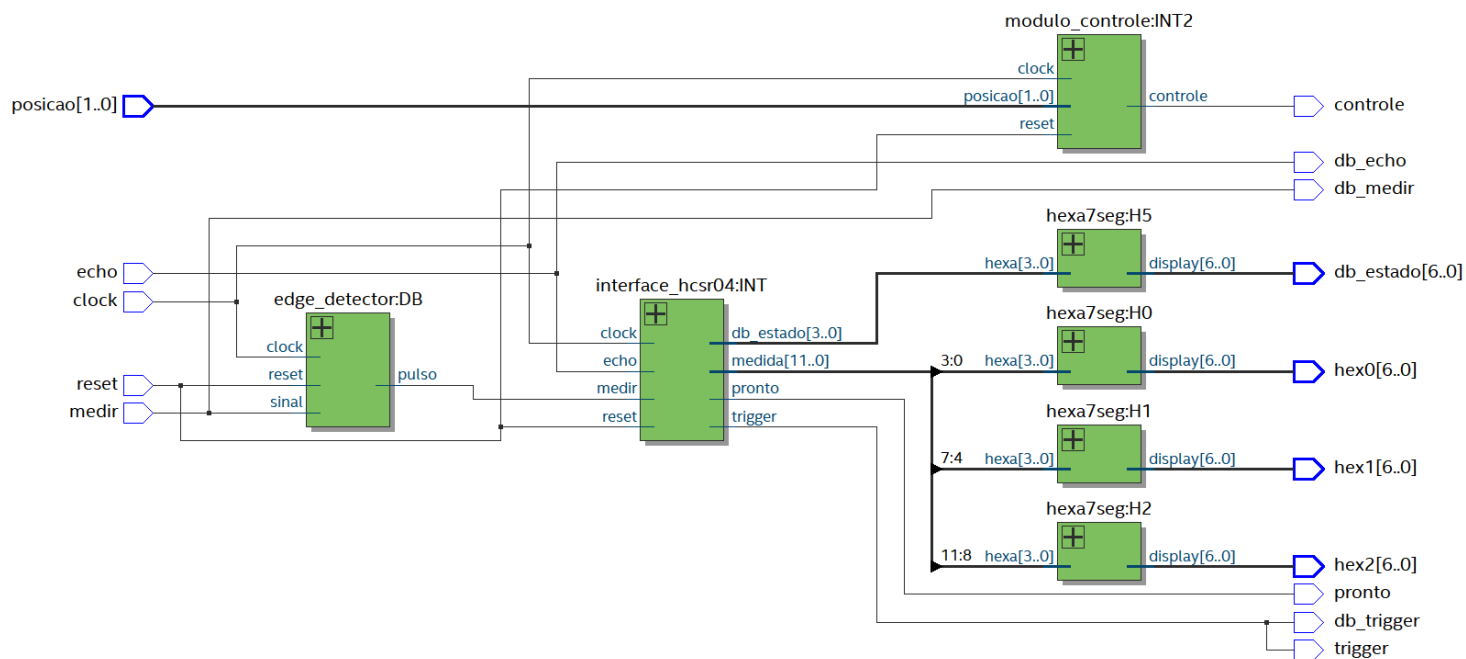 modulo_controle:INT2
clock
posicao[1..0]
posicao[1..0]
controle
controle
reset
db_echo
db_medir
hexa7seg:H5
hexa[3..0]
display[6..0]
db_estado[6..0]
echo
clock
edge_detector:DB
clock
reset
sinal
pulso
reset
medir
interface_hcsr04:INT
clock
echo
medir
reset
db_estado[3..0]
medida[11..0]
pronto
trigger
hexa7seg:H0
3:0
hexa[3..0]
display[6..0]
hex0[6..0]
hexa7seg:H1
7:4
hexa[3..0]
display[6..0]
hex1[6..0]
hexa7seg:H2
11:8
hexa[3..0]
display[6..0]
hex2[6..0]
pronto
db_trigger
trigger